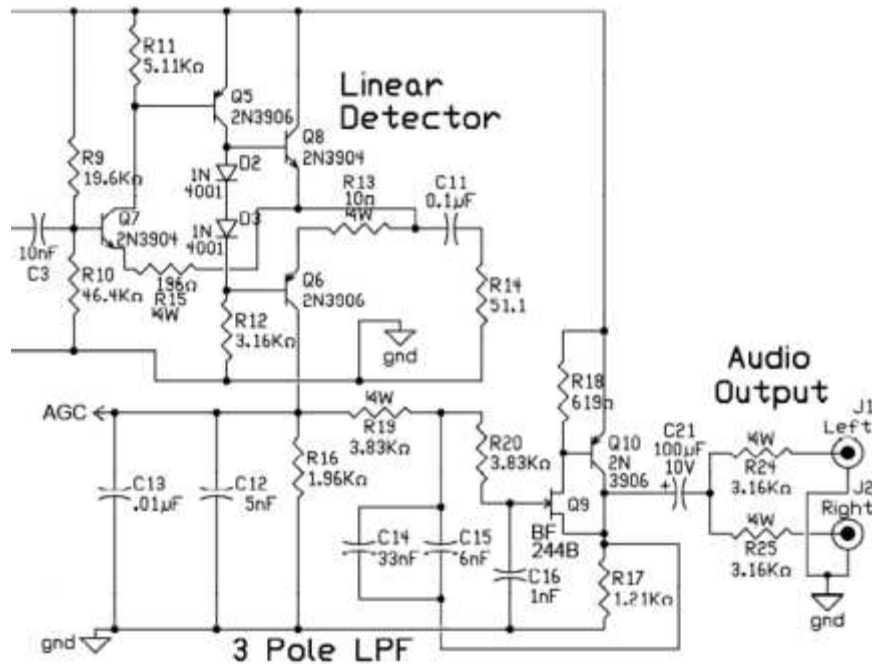 R11
5.11KΩ
Linear
Detector
Q5
2N3906
Q8
2N3904
R9
19.6KΩ
D2
1N
4001
R13
10Ω
¼W
C11
0.1µF
D3
1N
4001
Q7
2N3904
10nF
C3
R10
46.4KΩ
196Ω
R15
¼W
Q6
2N3906
R14
51.1
R12
3.16KΩ
gnd
Audio
Output
R18
619Ω
AGC
¼W
R19
3.83KΩ
R20
3.83KΩ
Q10
2N
3906
C21
100µF
10V
+
J1
Left
¼W
R24
3.16KΩ
J2
Right
¼W
R25
3.16KΩ
C13
.01µF
C12
5nF
R16
1.96KΩ
Q9
BF
244B
C14
33nF
C15
6nF
C16
1nF
R17
1.21KΩ
gnd
gnd
3 Pole LPF